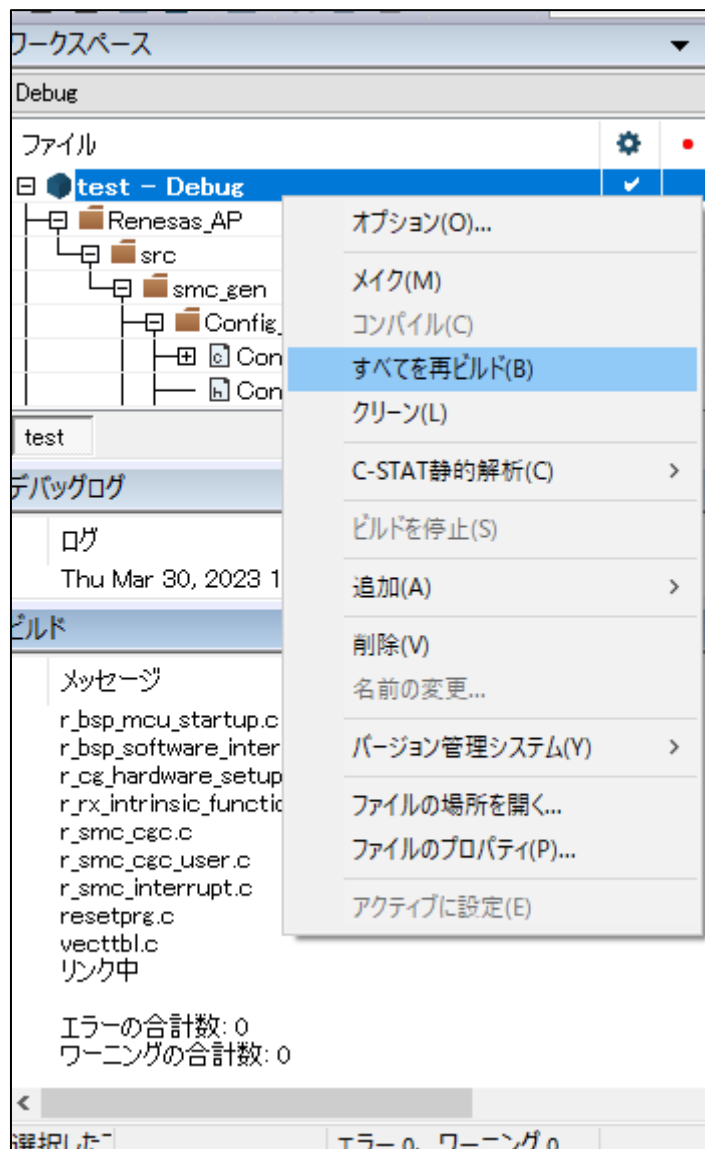 ワークスペース
Debug
ファイル
test - Debug
Renesas_AP
src
smc_gen
Config_
Con
Con
test
デバッグログ
ログ
Thu Mar 30, 2023 1
ビルド
メッセージ
r_bsp_mcu_startup.c
r_bsp_software_inter
r_cg_hardware_setup
r_rx_intrinsic_functio
r_smc_cgc.c
r_smc_cgc_user.c
r_smc_interrupt.c
resetprg.c
vecttbl.c
リンク中
エラーの合計数: 0
ワーニングの合計数: 0
選択した
エラー 0, ワーニング 0
オプション(O)...
メイク(M)
コンパイル(C)
すべてを再ビルド(B)
クリーン(L)
C-STAT静的解析(C)
ビルドを停止(S)
追加(A)
削除(V)
名前の変更...
バージョン管理システム(Y)
ファイルの場所を開く...
ファイルのプロパティ(P)...
アクティブに設定(E)